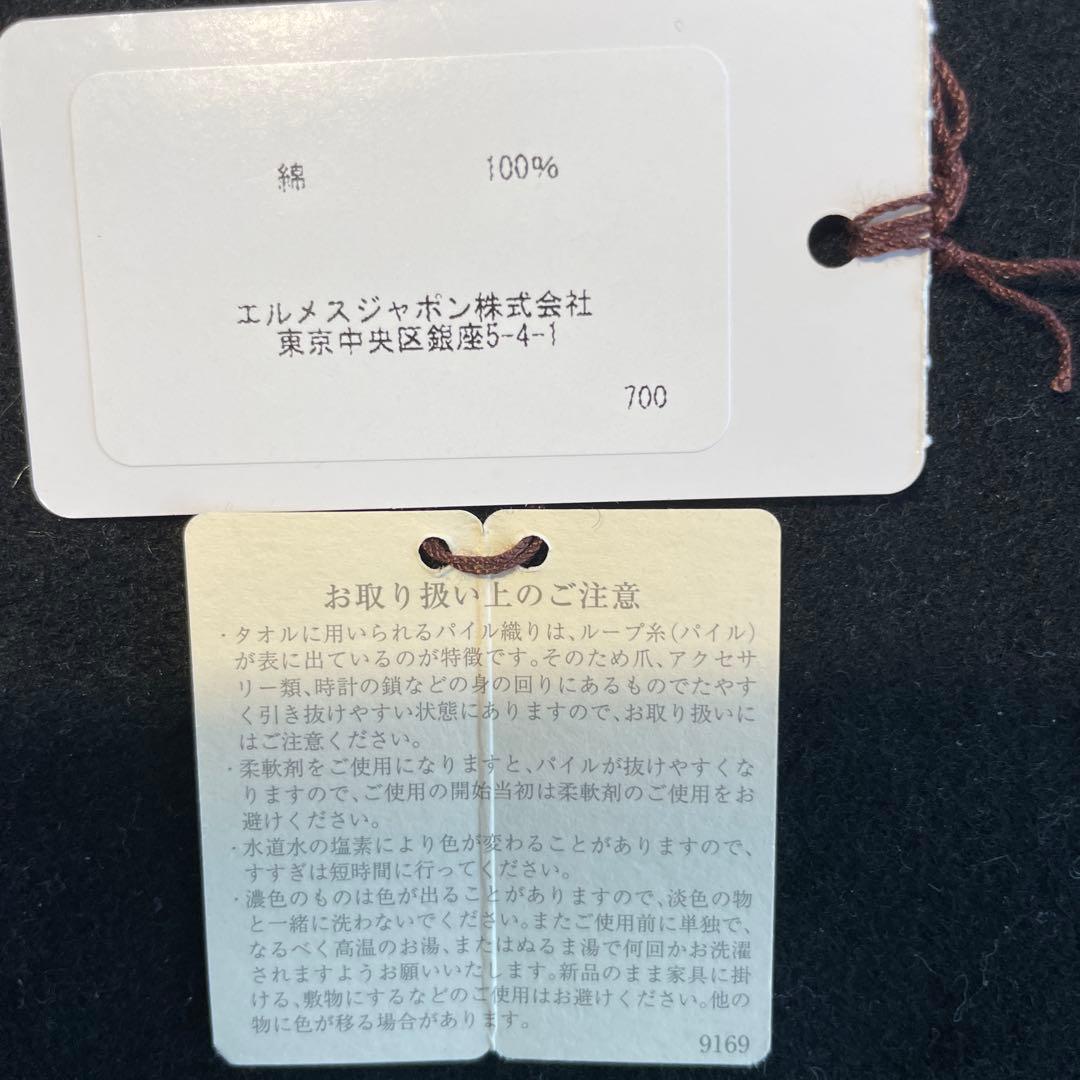 綿 100%
エルメスジャポン株式会社
東京中央区銀座5-4-1
700
お取り扱い上のご注意
・タオルに用いられるパイル織りは、ループ糸(パイル)
が表に出ているのが特徴です。そのため爪、アクセサ
リー類、時計の鎖などの身の回りにあるものでたやす
く引き抜けやすい状態にありますので、お取り扱いに
はご注意ください。
・柔軟剤をご使用になりますと、パイルが抜けやすくな
りますので、ご使用の開始当初は柔軟剤のご使用をお
避けください。
・水道水の塩素により色が変わることがありますので、
すすぎは短時間に行ってください。
・濃色のものは色が出ることがありますので、淡色の物
と一緒に洗わないでください。またご使用前に単独で、
なるべく高温のお湯、またはぬるま湯で何回かお洗濯
されますようお願いいたします。新品のまま家具に掛
ける、敷物にするなどのご使用はお避けください。他の
物に色が移る場合があります。
9169